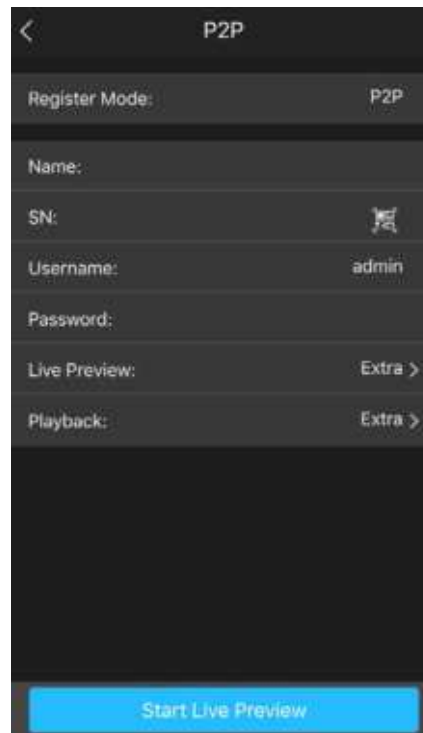 P2P
Register Mode: P2P
Name:
SN:
Username: admin
Password:
Live Preview: Extra >
Playback: Extra >
Start Live Preview